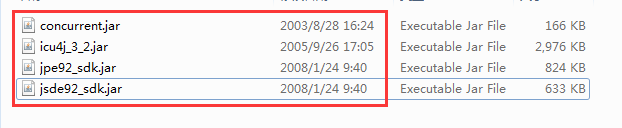 concurrent.jar 2003/8/28 16:24 Executable Jar File 166 KB
icu4j_3_2.jar 2005/9/26 17:05 Executable Jar File 2,976 KB
jpe92_sdk.jar 2008/1/24 9:40 Executable Jar File 824 KB
jsde92_sdk.jar 2008/1/24 9:40 Executable Jar File 633 KB